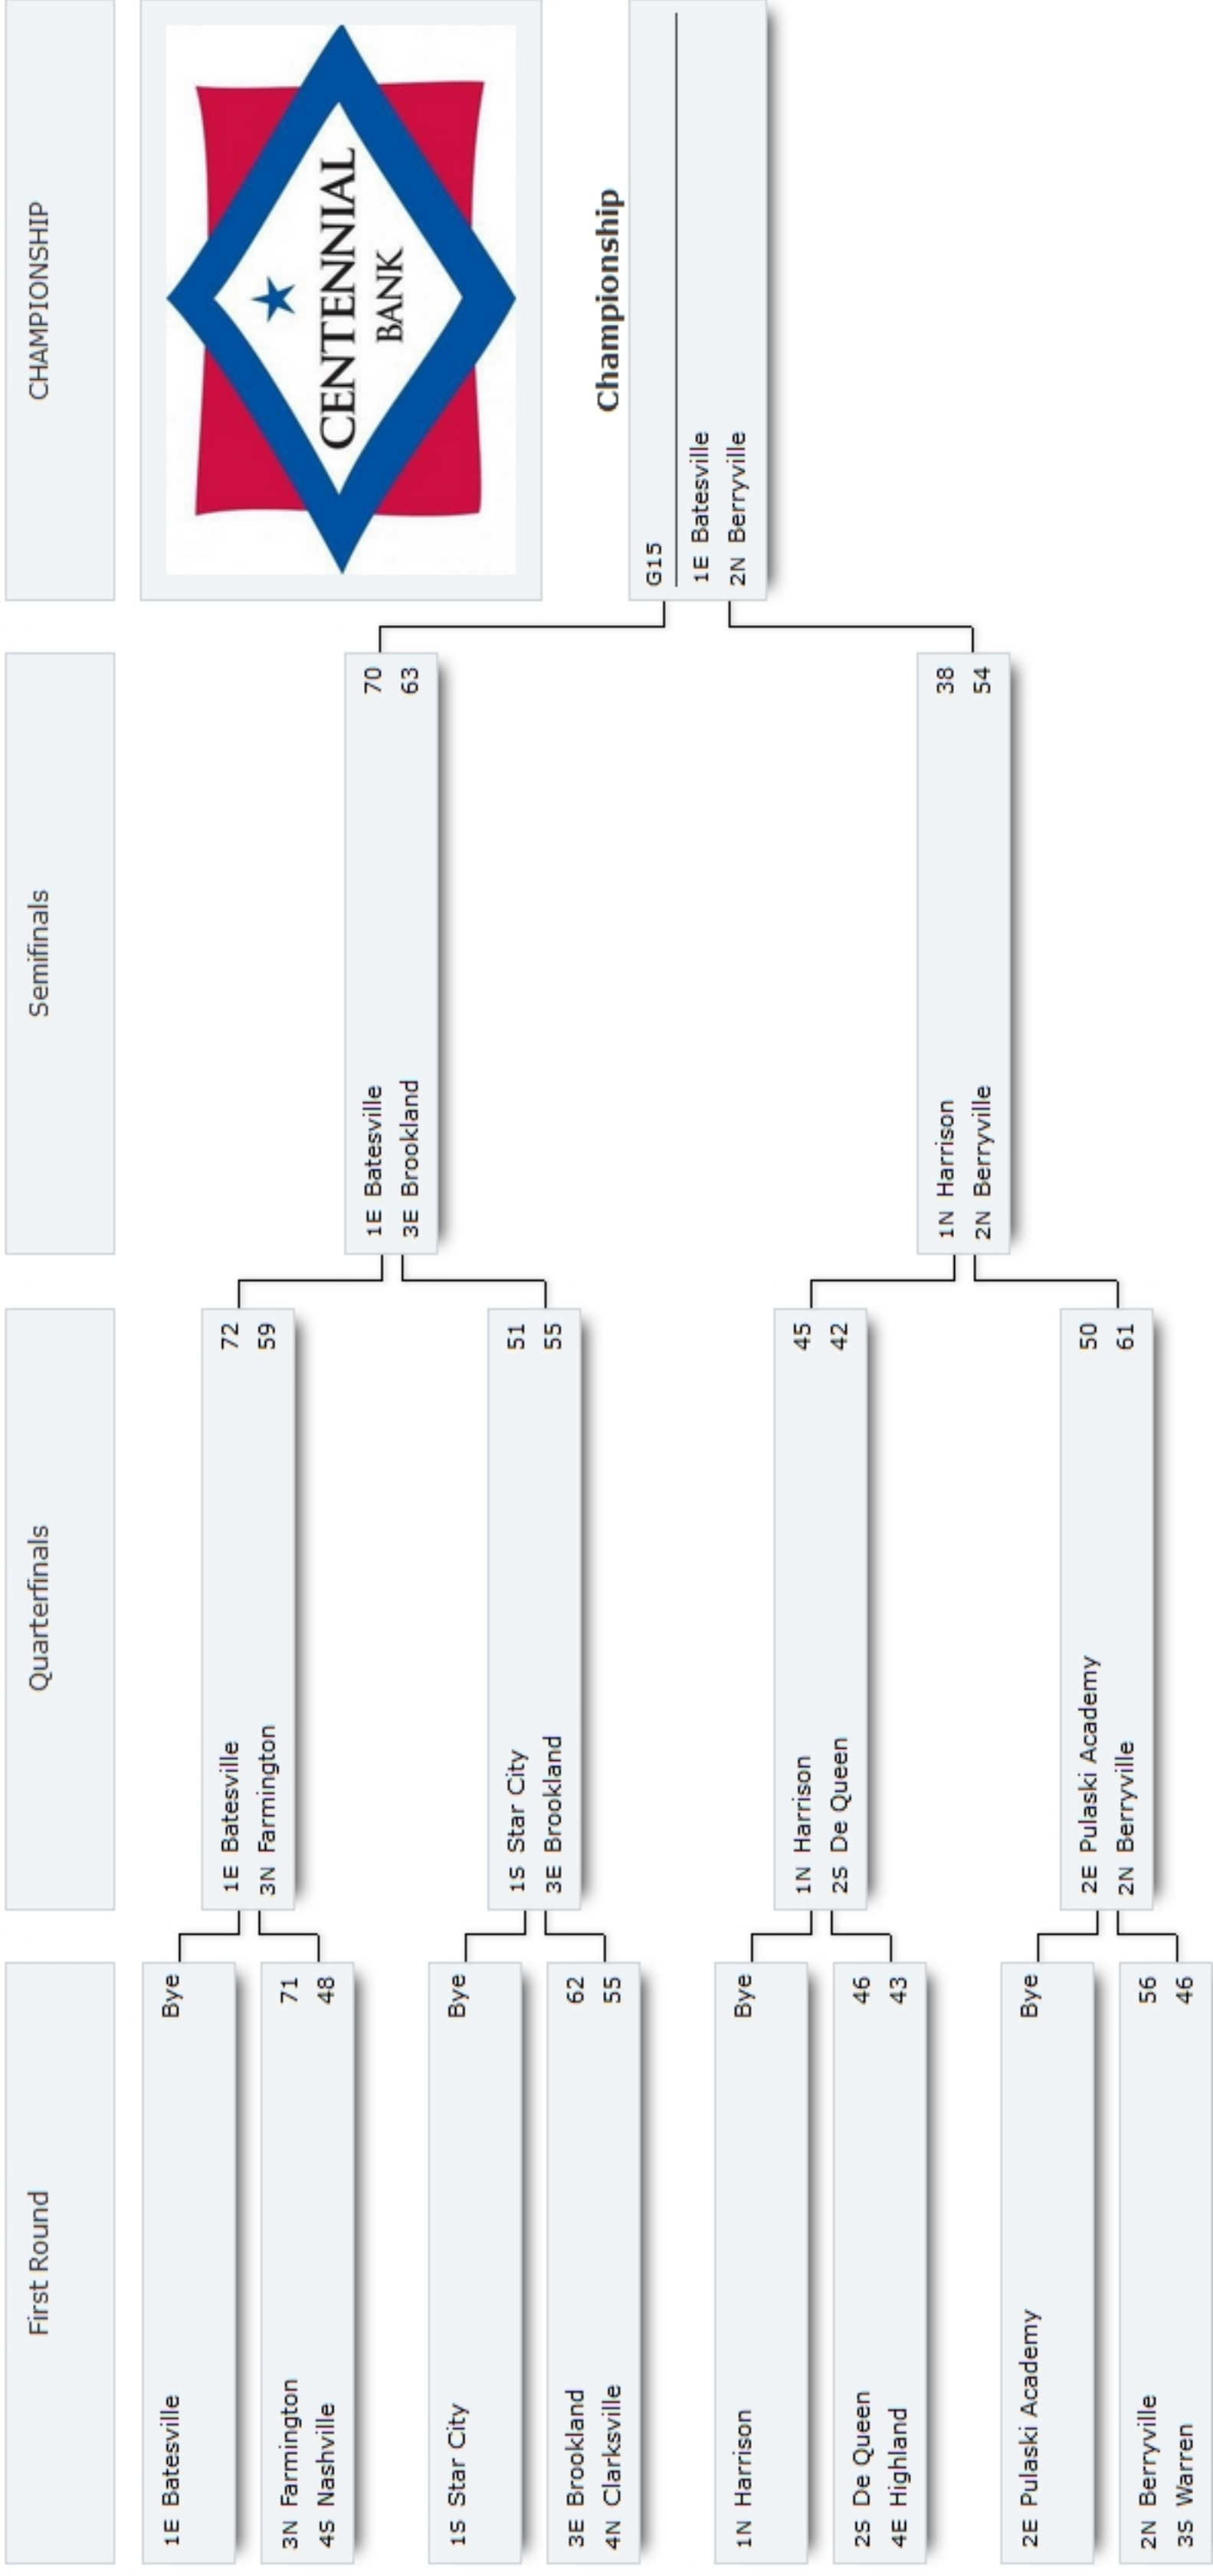 First Round
Quarterfinals
Semifinals
CHAMPIONSHIP
1E Batesville Bye
3N Farmington 71
4S Nashville 48
1S Star City Bye
3E Brookland 62
4N Clarksville 55
1N Harrison Bye
2S De Queen 46
4E Highland 43
2E Pulaski Academy Bye
2N Berryville 56
3S Warren 46
1E Batesville 72
3N Farmington 59
1S Star City 51
3E Brookland 55
1N Harrison 45
2S De Queen 42
2E Pulaski Academy 50
2N Berryville 61
1E Batesville 70
3E Brookland 63
1N Harrison 38
2N Berryville 54
CENTENNIAL
BANK
Championship
G15
1E Batesville
2N Berryville